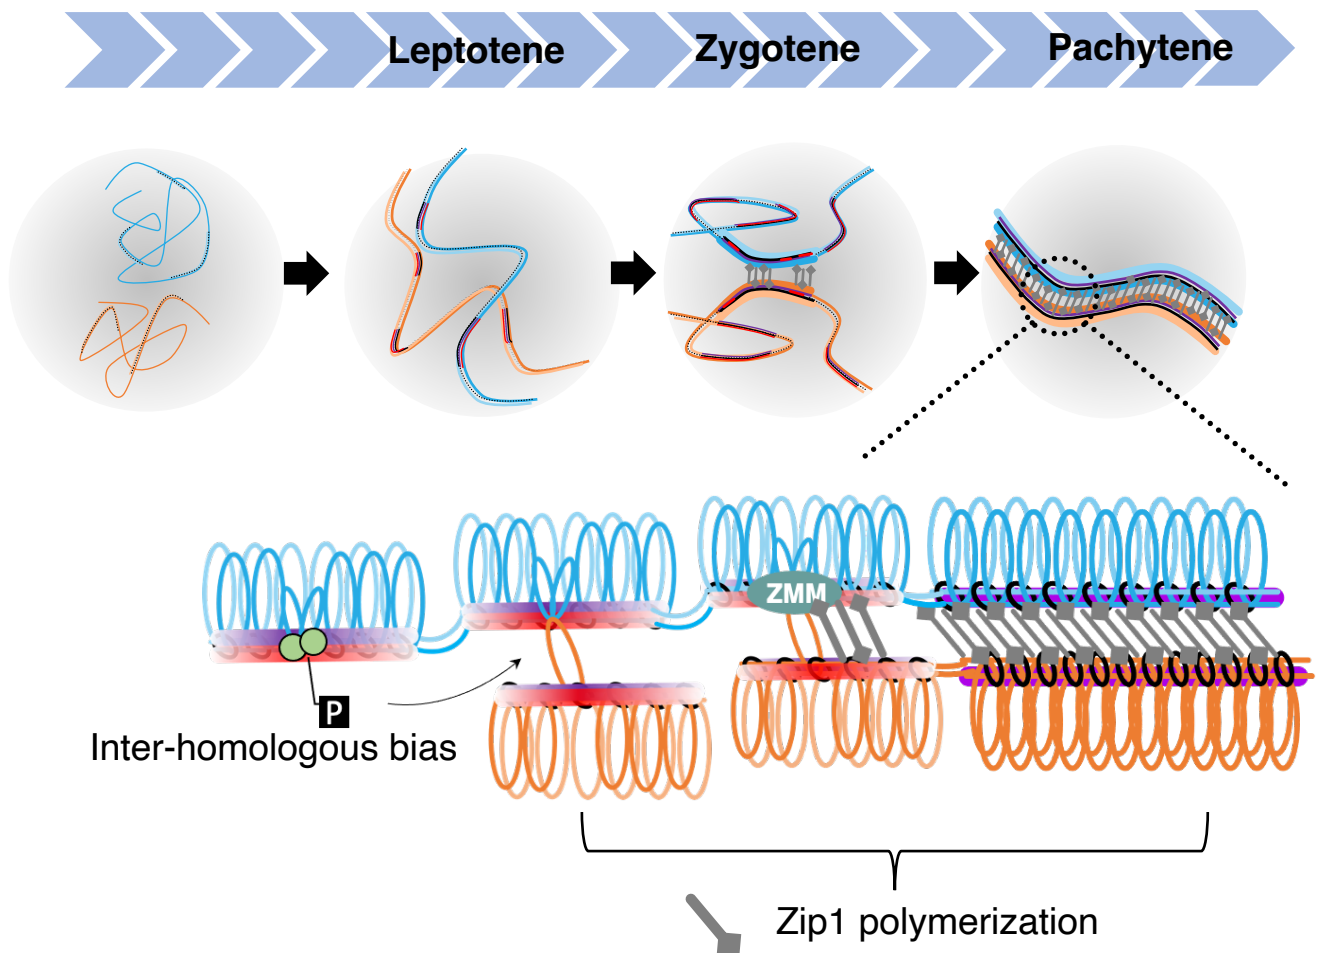 Leptotene
Zygotene
Pachytene
ZMM
P
Inter-homologous bias
Zip1 polymerization